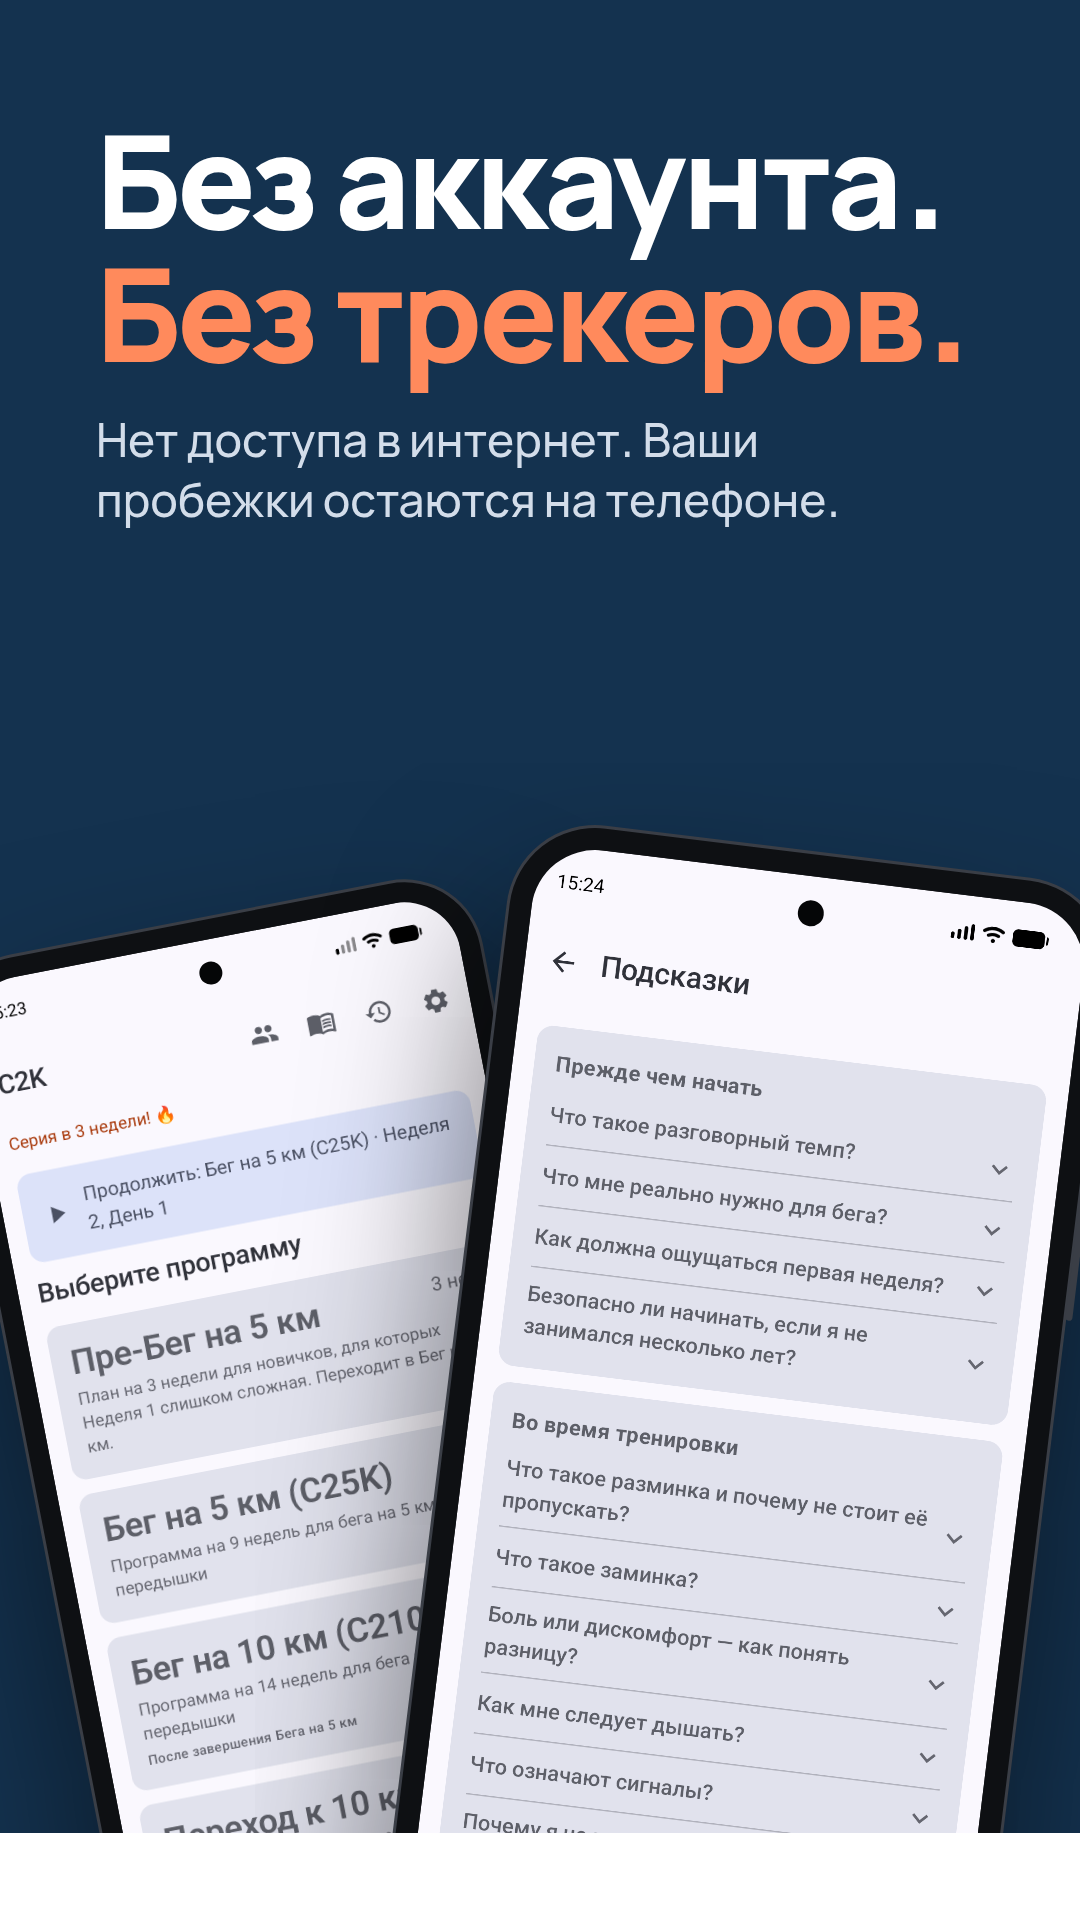 Без аккаунта.
Без трекеров.
Нет доступа в интернет. Ваши
пробежки остаются на телефоне.
C2K
Серия в 3 недели! 🔥
Продолжить: Бег на 5 км (C25K) · Неделя
2, День 1
Выберите программу
Пре-Бег на 5 км
План на 3 недели для новичков, для которых
Неделя 1 слишком сложная. Переходит в Бег
км.
Бег на 5 км (C25K)
Программа на 9 недель для бега на 5 км
передышки
Бег на 10 км (C210
Программа на 14 недель для бега
передышки
После завершения Бега на 5 км
Переход к 10 к
15:24
Подсказки
Прежде чем начать
Что такое разговорный темп?
Что мне реально нужно для бега?
Как должна ощущаться первая неделя?
Безопасно ли начинать, если я не
занимался несколько лет?
Во время тренировки
Что такое разминка и почему не стоит её
пропускать?
Что такое заминка?
Боль или дискомфорт — как понять
разницу?
Как мне следует дышать?
Что означают сигналы?
Почему я